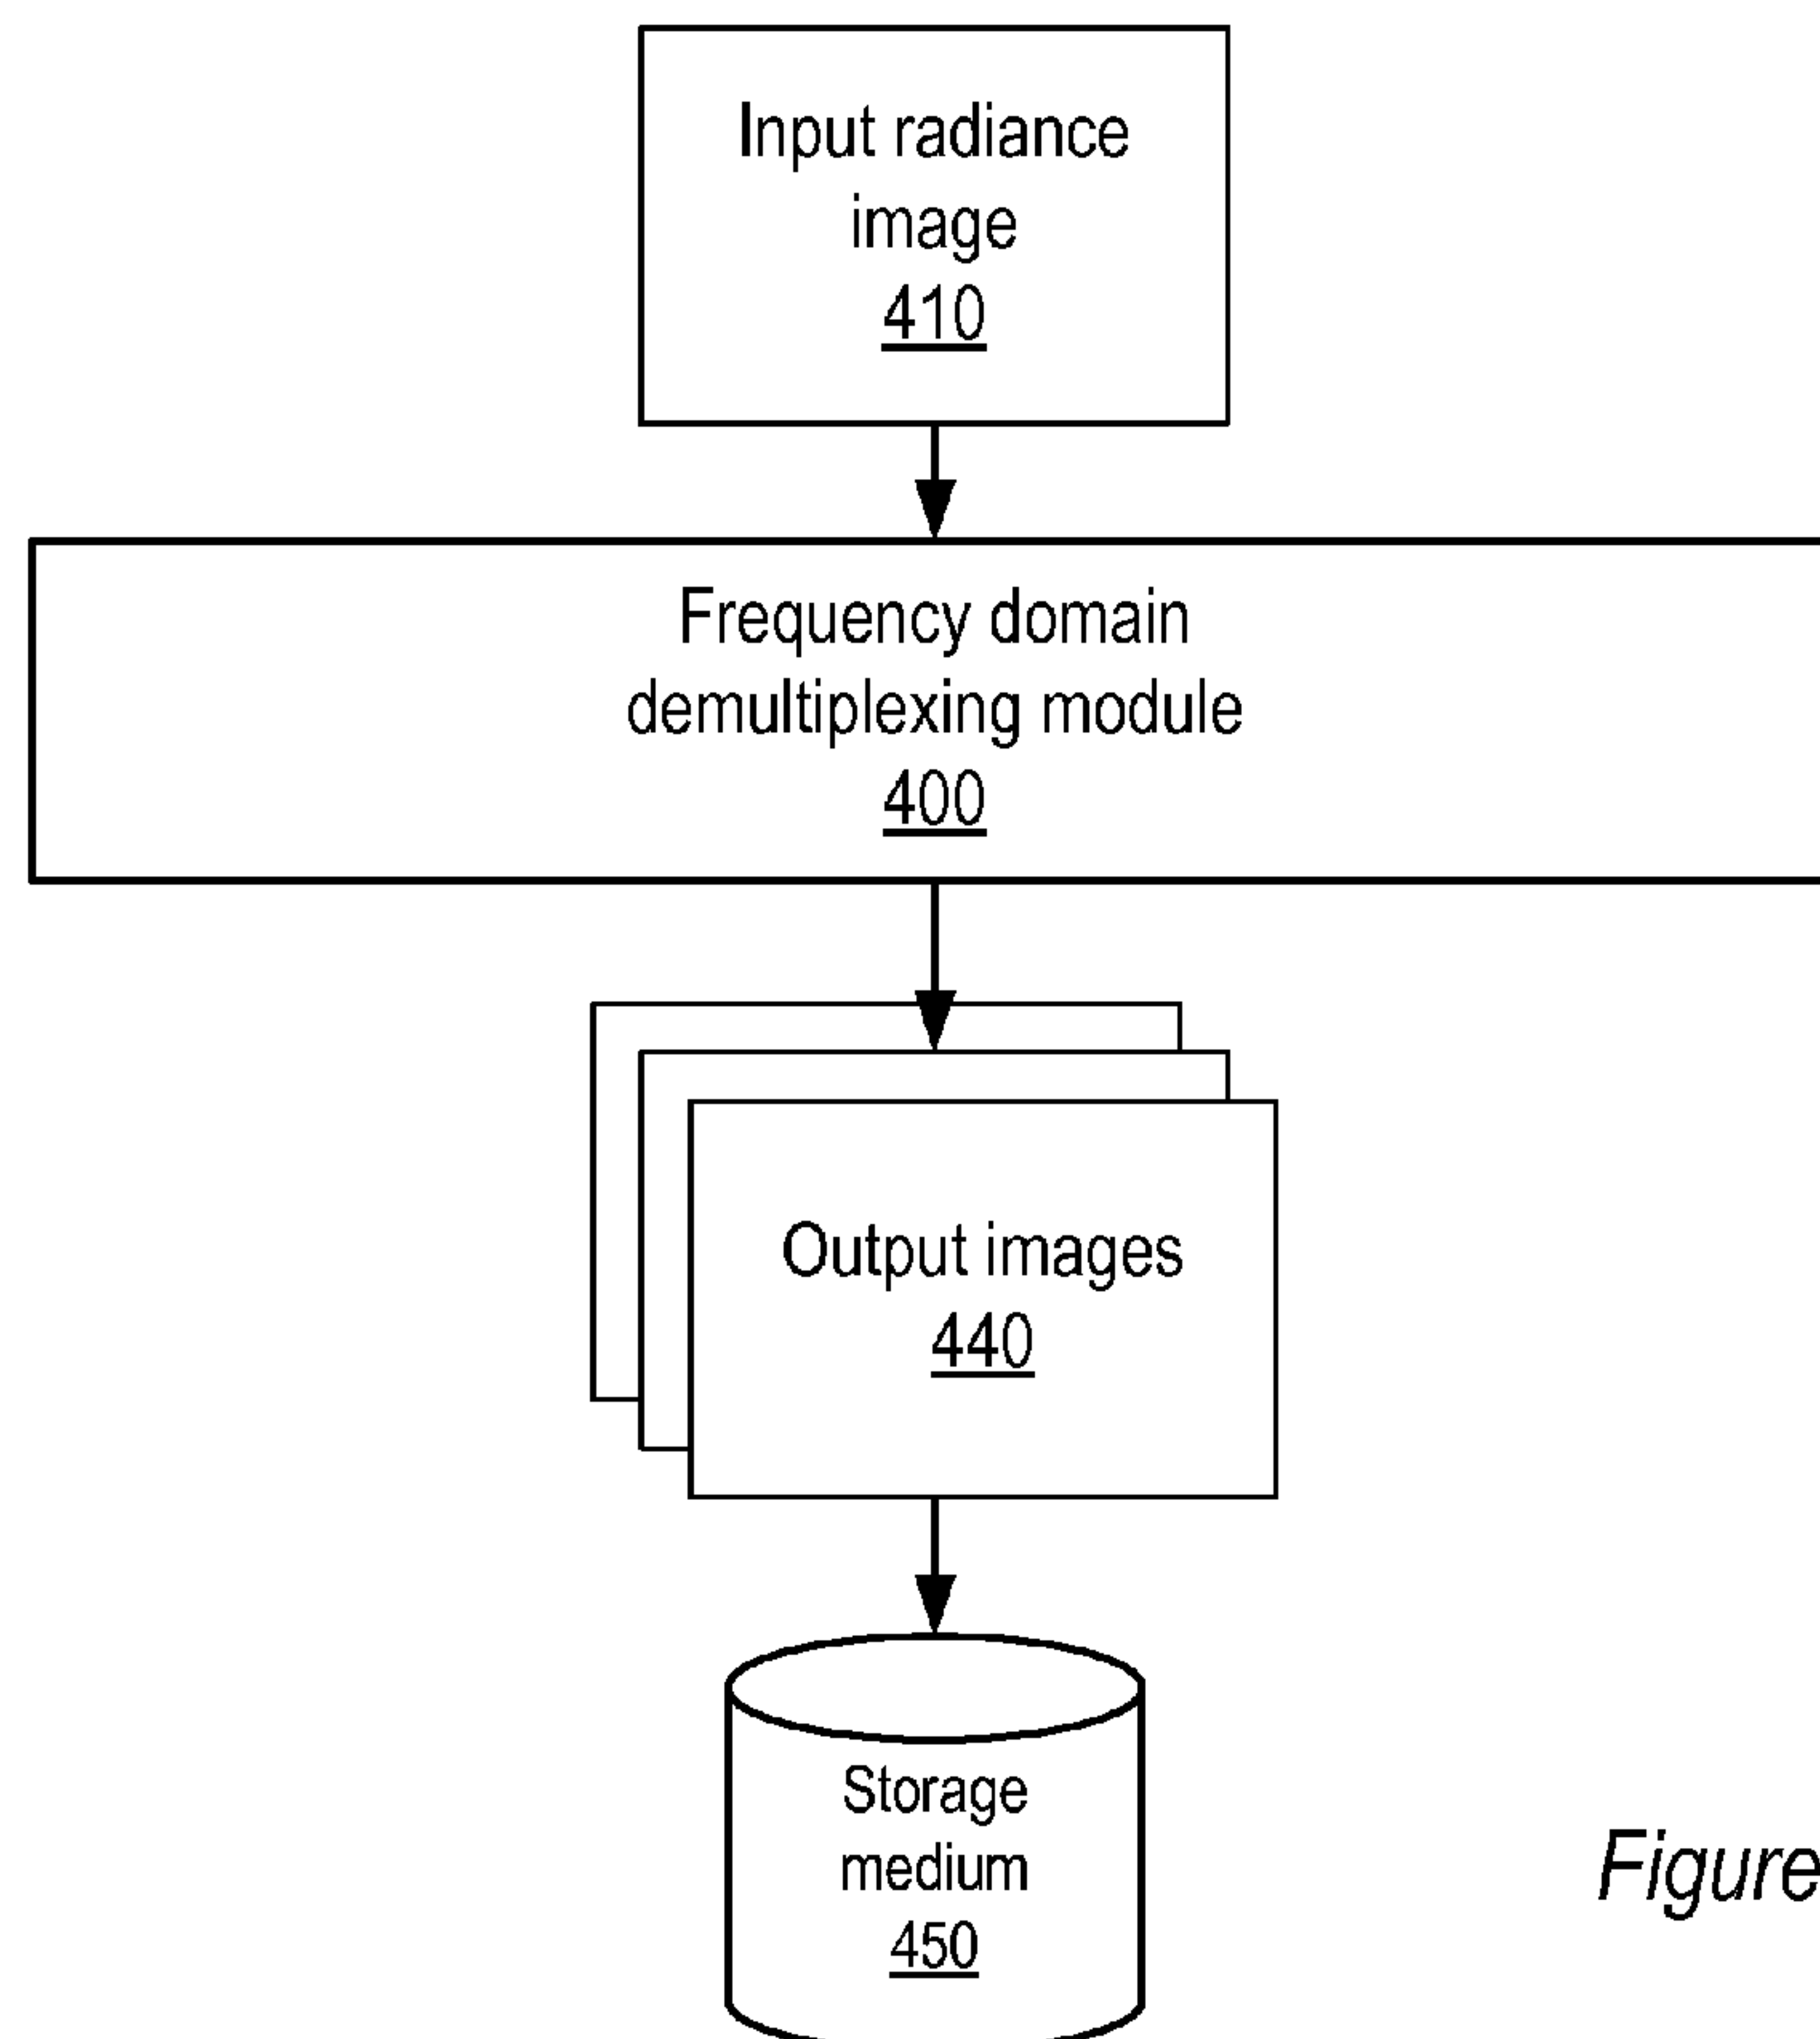 Input radiance
image
410
Frequency domain
demultiplexing module
400
Output images
440
Storage
medium
450
Figure